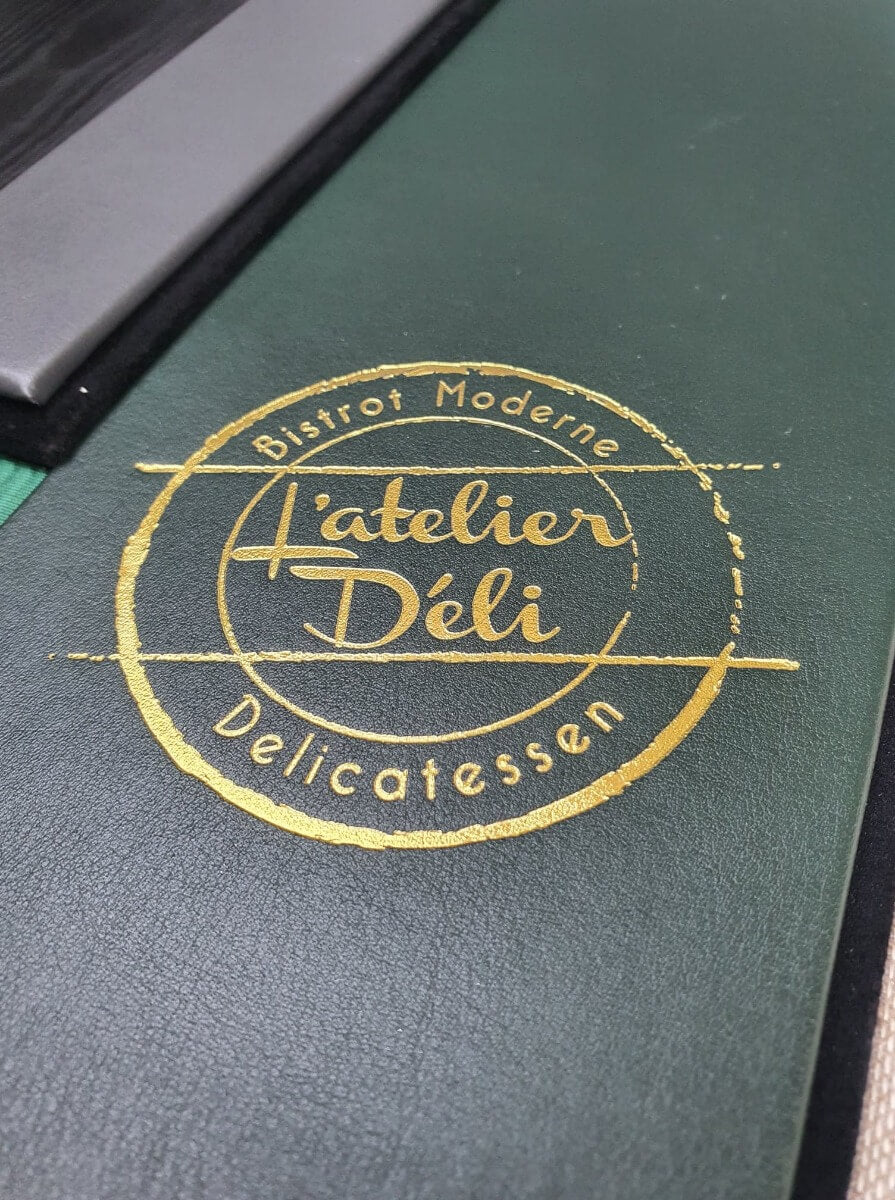 Bistrot Moderne
L'atelier
Déli
Delicatessen